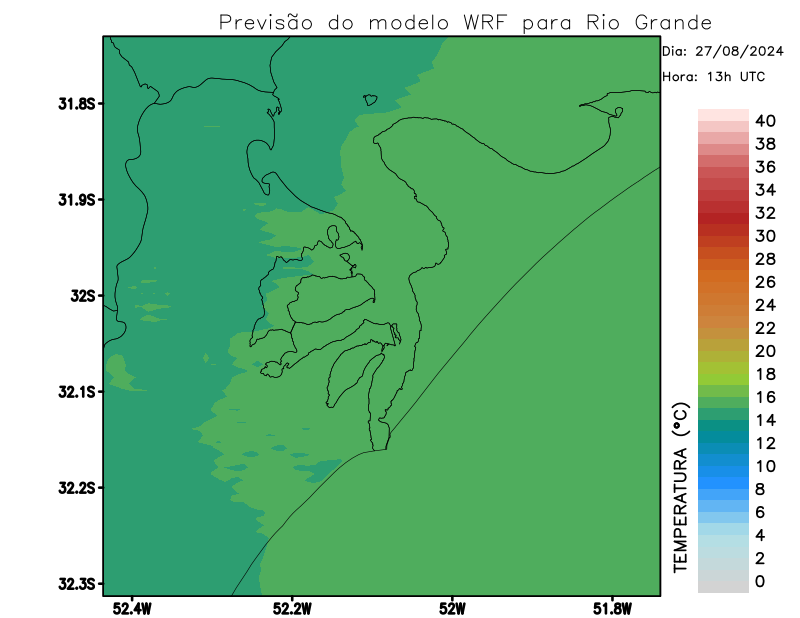 Previsão do modelo WRF para Rio Grande
Dia: 27/08/2024
Hora: 13h UTC
31.8S
31.9S
32S
32.1S
32.2S
32.3S
52.4W
52.2W
52W
51.8W
TEMPERATURA (°C)
40
38
36
34
32
30
28
26
24
22
20
18
16
14
12
10
8
6
4
2
0